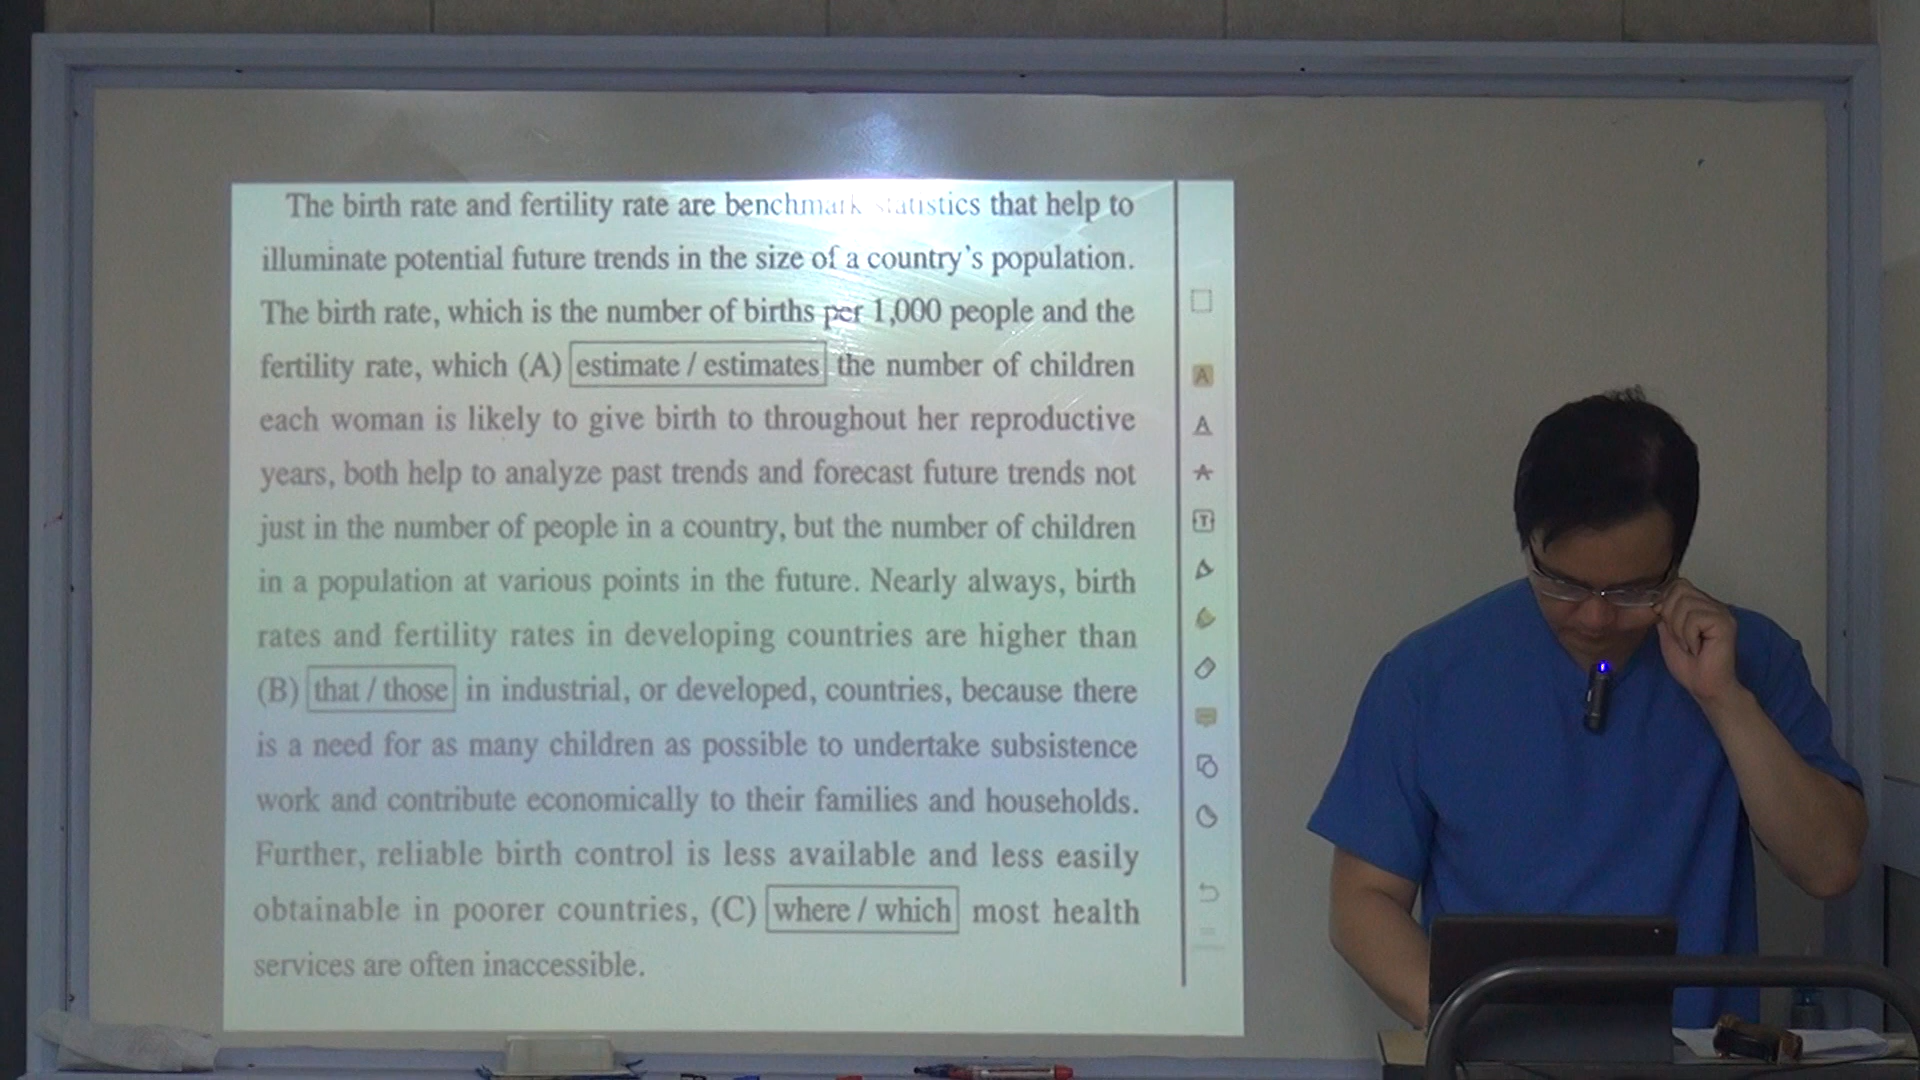 The birth rate and fertility rate are benchmark statistics that help to
illuminate potential future trends in the size of a country's population.
The birth rate, which is the number of births per 1,000 people and the
fertility rate, which (A) estimate / estimates the number of children
each woman is likely to give birth to throughout her reproductive
years, both help to analyze past trends and forecast future trends not
just in the number of people in a country, but the number of children
in a population at various points in the future. Nearly always, birth
rates and fertility rates in developing countries are higher than
(B) that / those in industrial, or developed, countries, because there
is a need for as many children as possible to undertake subsistence
work and contribute economically to their families and households.
Further, reliable birth control is less available and less easily
obtainable in poorer countries, (C) where / which most health
services are often inaccessible.
A
A
A
T